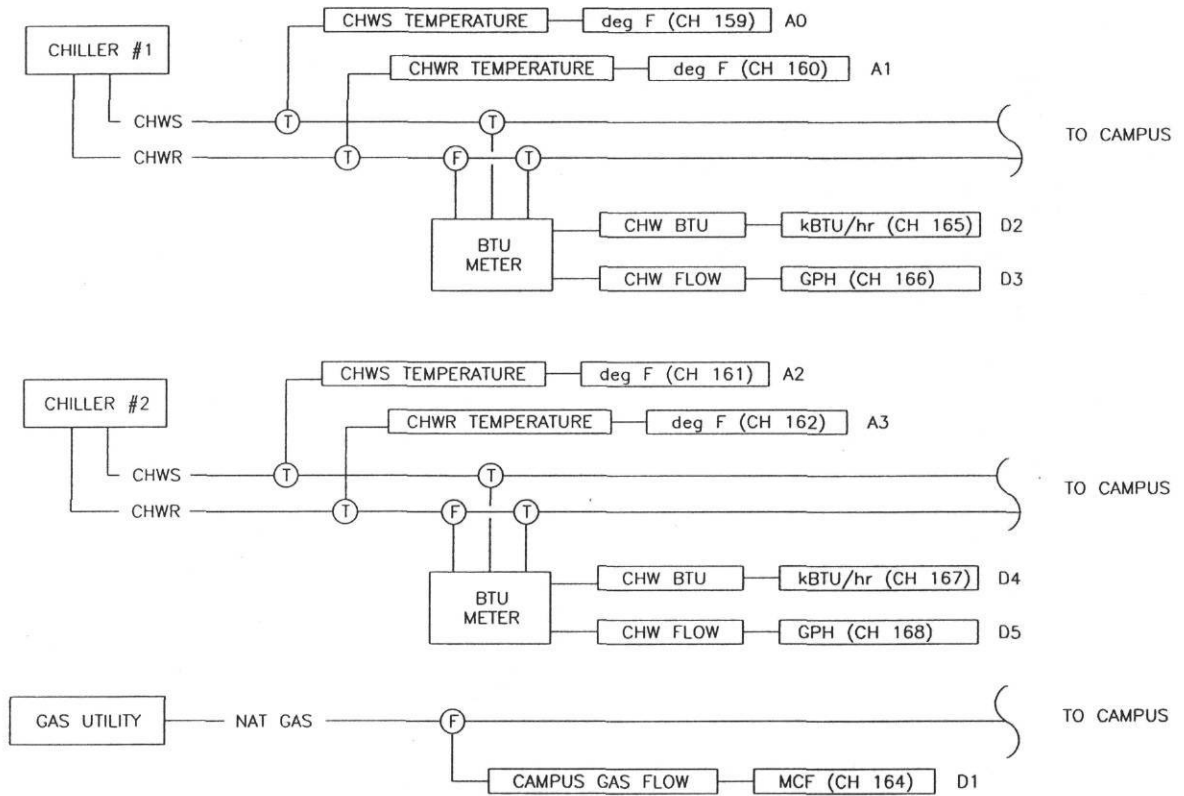 CHWS TEMPERATURE deg F (CH 159) A0
CHILLER #1
CHWR TEMPERATURE deg F (CH 160) A1
CHWS T T
TO CAMPUS
CHWR T F T
BTU METER
CHW BTU kBTU/hr (CH 165) D2
CHW FLOW GPH (CH 166) D3
CHWS TEMPERATURE deg F (CH 161) A2
CHILLER #2
CHWR TEMPERATURE deg F (CH 162) A3
CHWS T T
TO CAMPUS
CHWR T F T
BTU METER
CHW BTU kBTU/hr (CH 167) D4
CHW FLOW GPH (CH 168) D5
GAS UTILITY NAT GAS F TO CAMPUS
CAMPUS GAS FLOW MCF (CH 164) D1